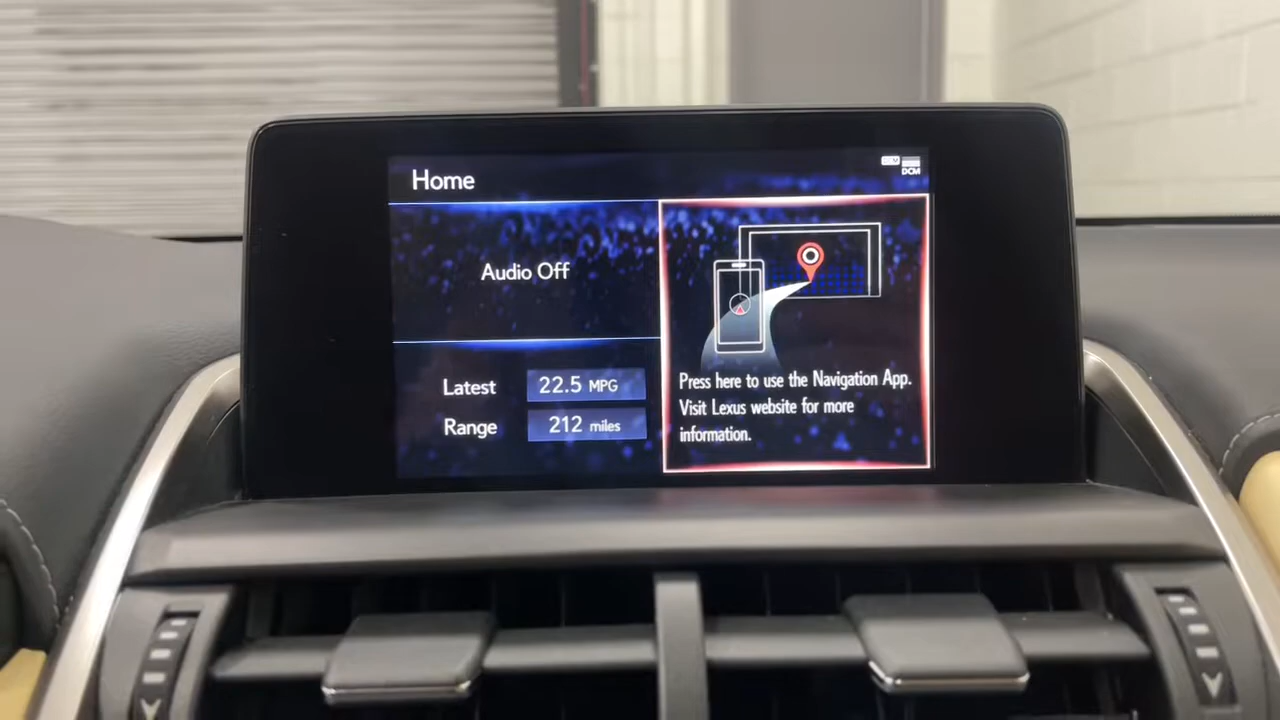 Home
DCM
Audio Off
Latest 22.5 MPG
Range 212 miles
Press here to use the Navigation App.
Visit Lexus website for more
information.